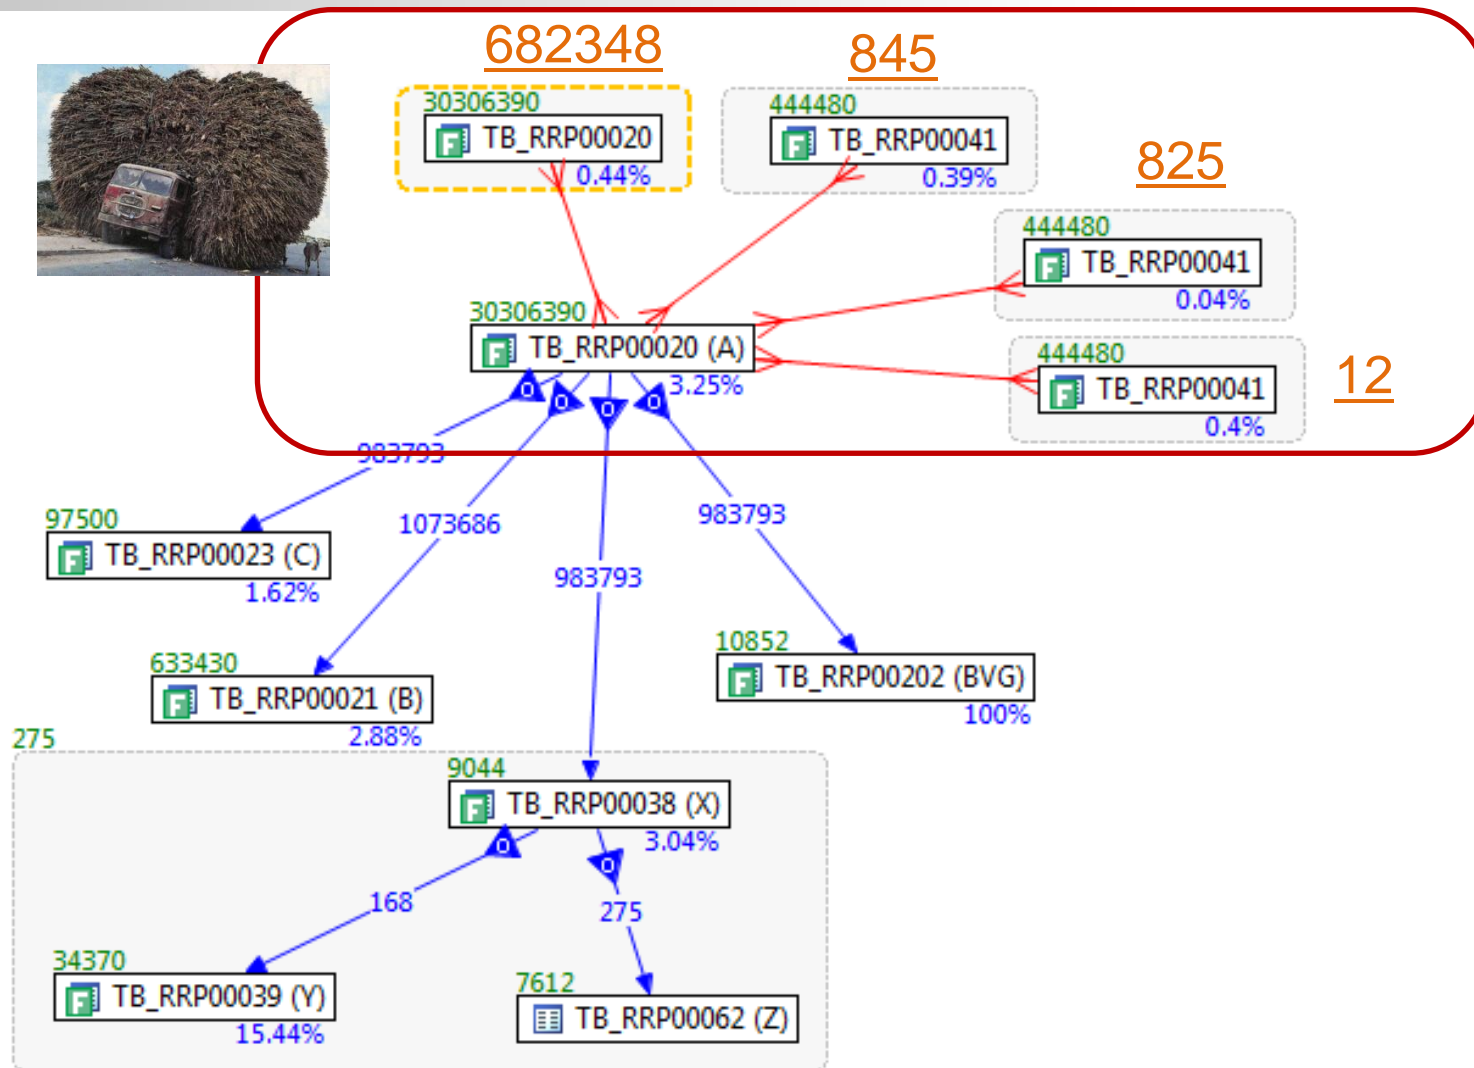 682348
845
30306390
TB_RRP00020
0.44%
444480
TB_RRP00041
0.39%
825
444480
TB_RRP00041
0.04%
30306390
TB_RRP00020 (A)
3.25%
444480
TB_RRP00041
0.4%
12
O
O
O
O
983793
1073686
983793
983793
97500
TB_RRP00023 (C)
1.62%
633430
TB_RRP00021 (B)
2.88%
10852
TB_RRP00202 (BVG)
100%
275
9044
TB_RRP00038 (X)
3.04%
O
O
168
275
34370
TB_RRP00039 (Y)
15.44%
7612
TB_RRP00062 (Z)